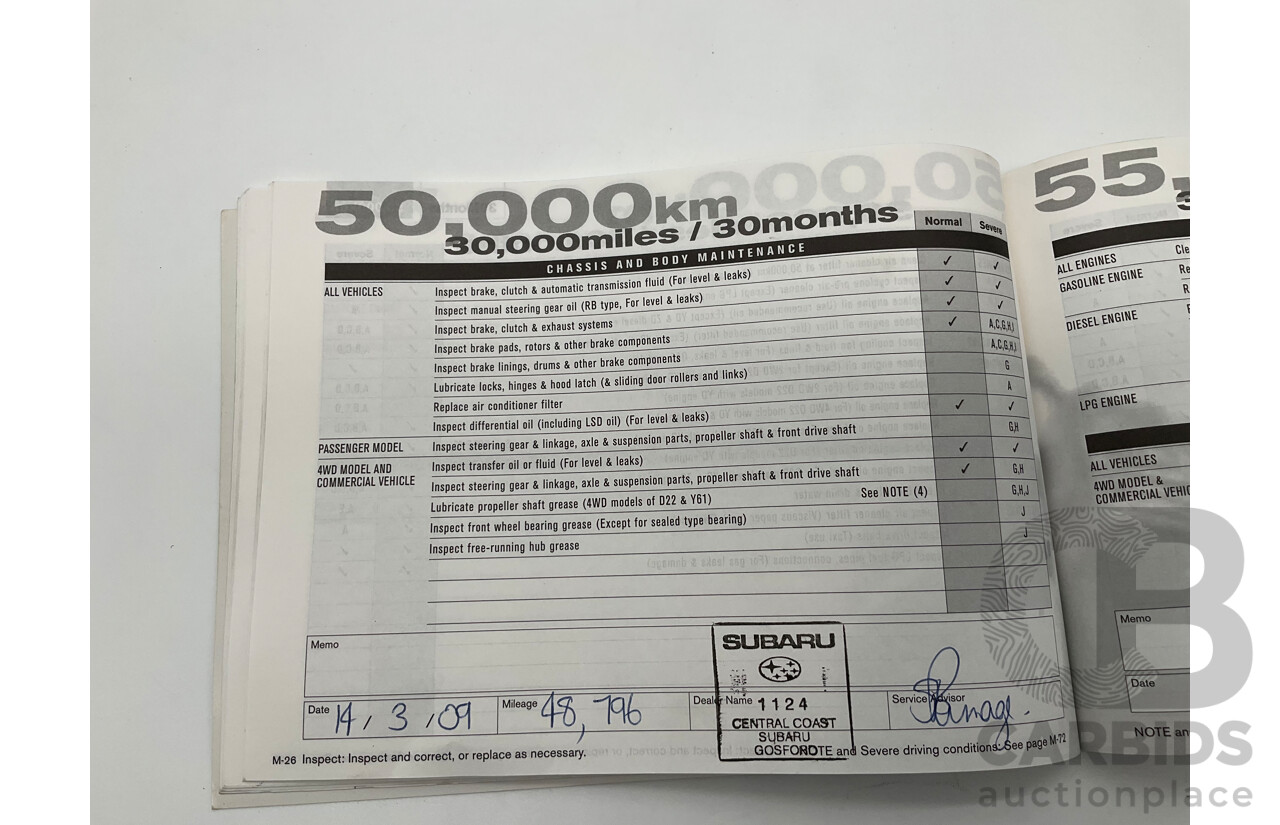 50,000km
30,000miles / 30months
Normal Severe
CHASSIS AND BODY MAINTENANCE
ALL VEHICLES Inspect brake, clutch & automatic transmission fluid (For level & leaks) ✓ ✓
Inspect manual steering gear oil (RB type, For level & leaks) ✓ ✓
Inspect brake, clutch & exhaust systems ✓ ✓
Inspect brake pads, rotors & other brake components ✓ A,C,G,H,I
Inspect brake linings, drums & other brake components A,C,G,H,I
Lubricate locks, hinges & hood latch (& sliding door rollers and links) G
Replace air conditioner filter A
Inspect differential oil (including LSD oil) (For level & leaks) ✓ ✓
PASSENGER MODEL Inspect steering gear & linkage, axle & suspension parts, propeller shaft & front drive shaft G,H
4WD MODEL AND COMMERCIAL VEHICLE Inspect transfer oil or fluid (For level & leaks) ✓ ✓
Inspect steering gear & linkage, axle & suspension parts, propeller shaft & front drive shaft ✓ G,H
Lubricate propeller shaft grease (4WD models of D22 & Y61) See NOTE (4) G,H,J
Inspect front wheel bearing grease (Except for sealed type bearing) J
Inspect free-running hub grease J
Memo
Date 14 / 3 / 09 Mileage 48,796 Dealer Name Service Advisor
SUBARU
1124
CENTRAL COAST
SUBARU
GOSFORD
M-26 Inspect: Inspect and correct, or replace as necessary.
NOTE and Severe driving conditions: See page M-72
55,
ALL ENGINES Cle
GASOLINE ENGINE Re
DIESEL ENGINE
LPG ENGINE
ALL VEHICLES
4WD MODEL &
COMMERCIAL VEHIC
Memo
Date
NOTE an
CB
CARBIDS
auctionplace